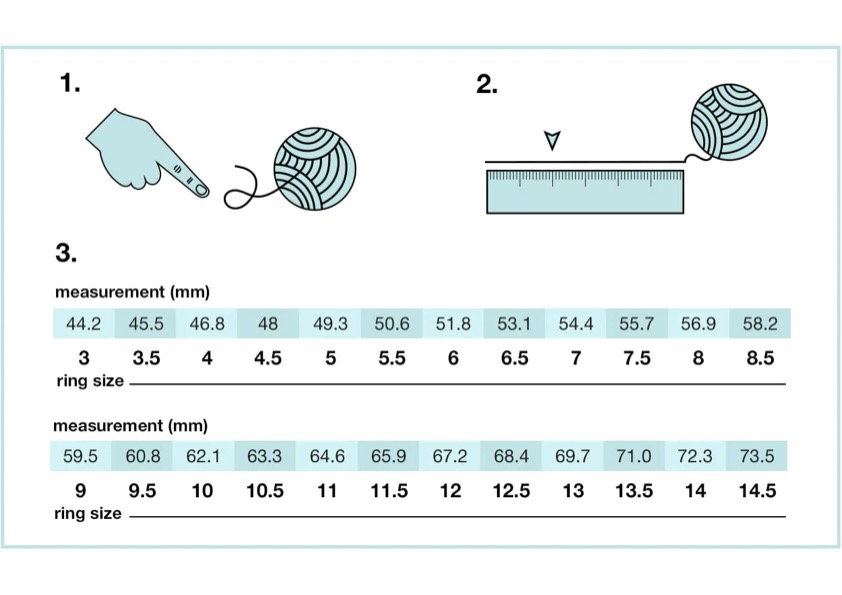 1.
2.
3.
measurement (mm)
44.2 45.5 46.8 48 49.3 50.6 51.8 53.1 54.4 55.7 56.9 58.2
3 3.5 4 4.5 5 5.5 6 6.5 7 7.5 8 8.5
ring size
measurement (mm)
59.5 60.8 62.1 63.3 64.6 65.9 67.2 68.4 69.7 71.0 72.3 73.5
9 9.5 10 10.5 11 11.5 12 12.5 13 13.5 14 14.5
ring size